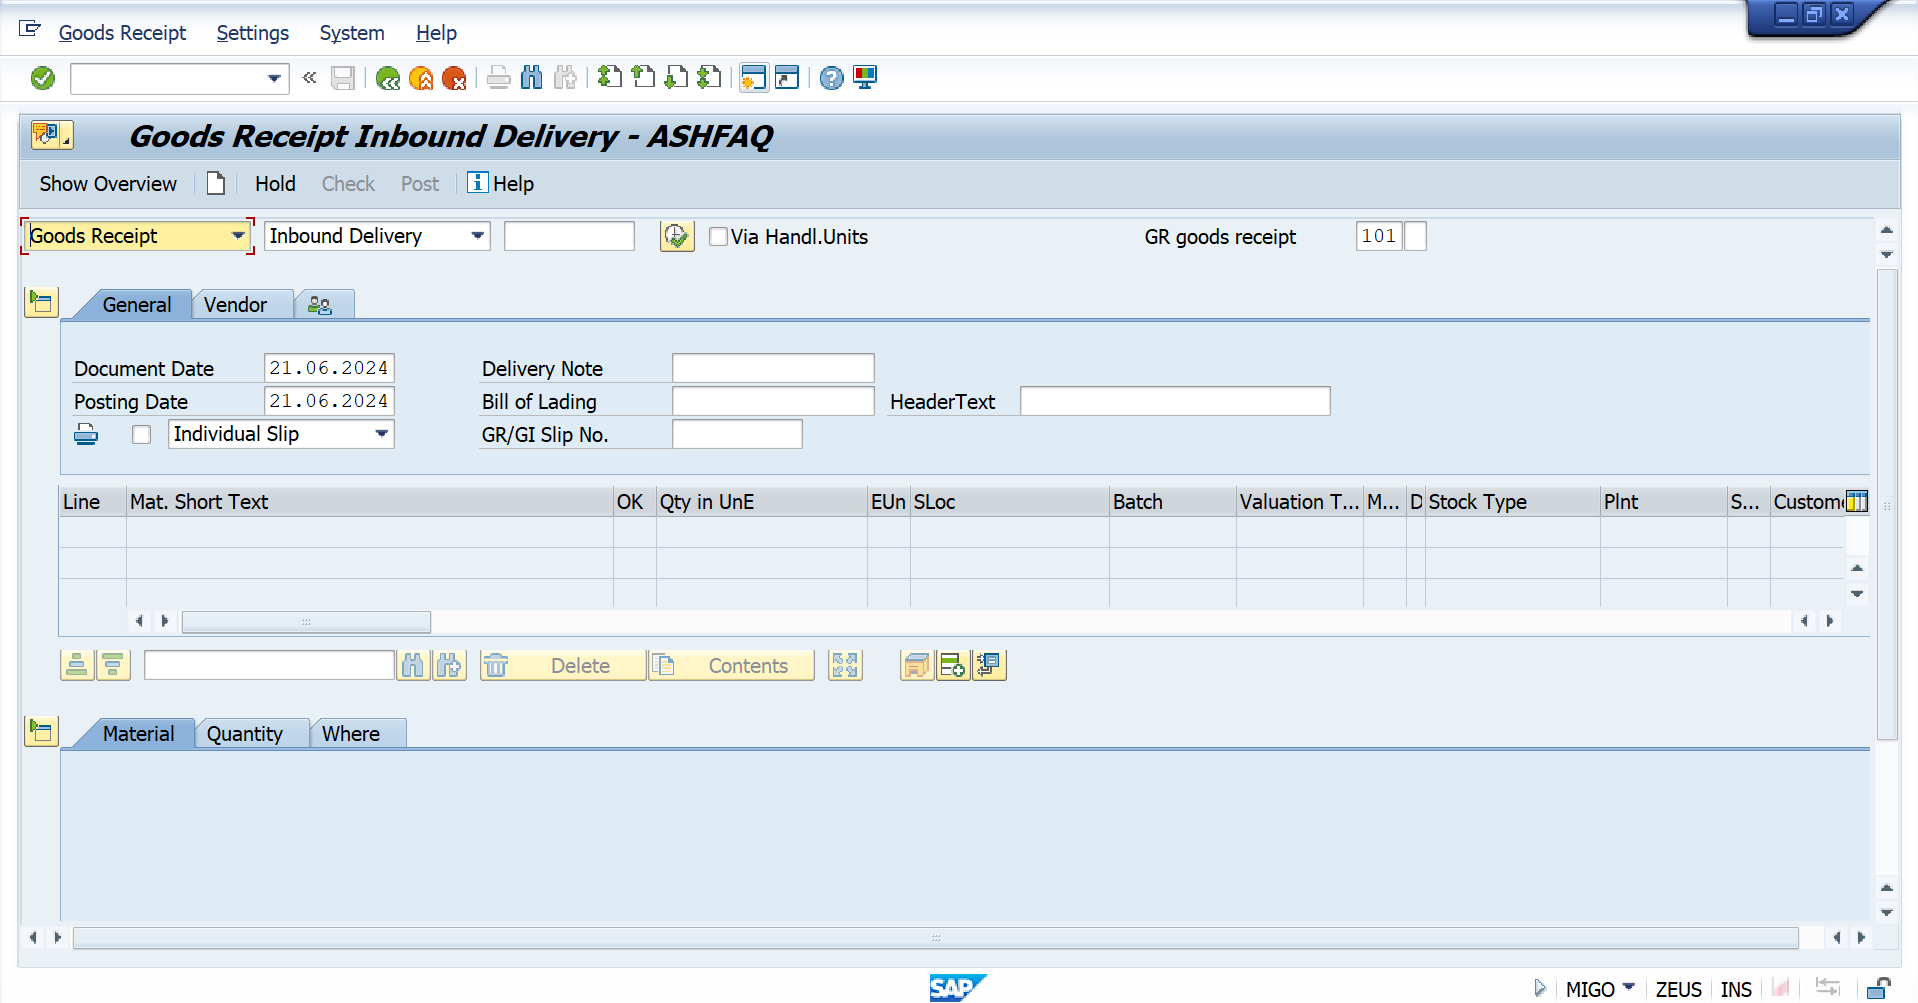 Goods Receipt Settings System Help
Goods Receipt Inbound Delivery - ASHFAQ
Show Overview Hold Check Post Help
Goods Receipt Inbound Delivery Via Handl.Units GR goods receipt 101
General Vendor
Document Date 21.06.2024 Delivery Note
Posting Date 21.06.2024 Bill of Lading HeaderText
Individual Slip GR/GI Slip No.
Line Mat. Short Text OK Qty in UnE EUn SLoc Batch Valuation T... M... D Stock Type Plnt S... Custome
Delete Contents
Material Quantity Where
SAP MIGO ZEUS INS